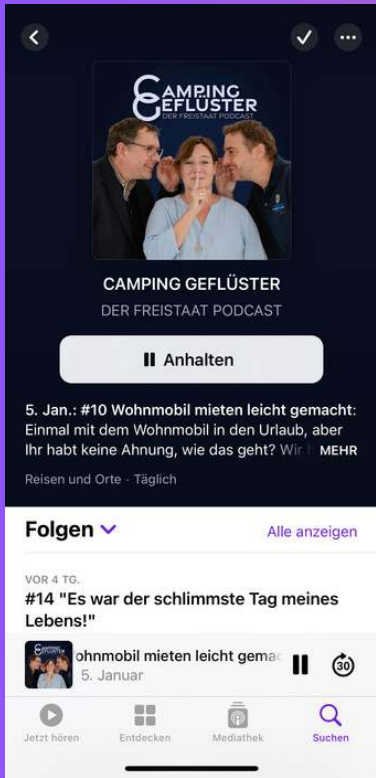 CAMPING
GEFLÜSTER
DER FREISTAAT PODCAST
CAMPING GEFLÜSTER
DER FREISTAAT PODCAST
Anhalten
5. Jan.: #10 Wohnmobil mieten leicht gemacht:
Einmal mit dem Wohnmobil in den Urlaub, aber
Ihr habt keine Ahnung, wie das geht? Wir MEHR
Reisen und Orte · Täglich
Folgen
Alle anzeigen
VOR 4 TG.
#14 "Es war der schlimmste Tag meines
Lebens!"
ohnmobil mieten leicht gemac
5. Januar
30
Jetzt hören
Entdecken
Mediathek
Suchen